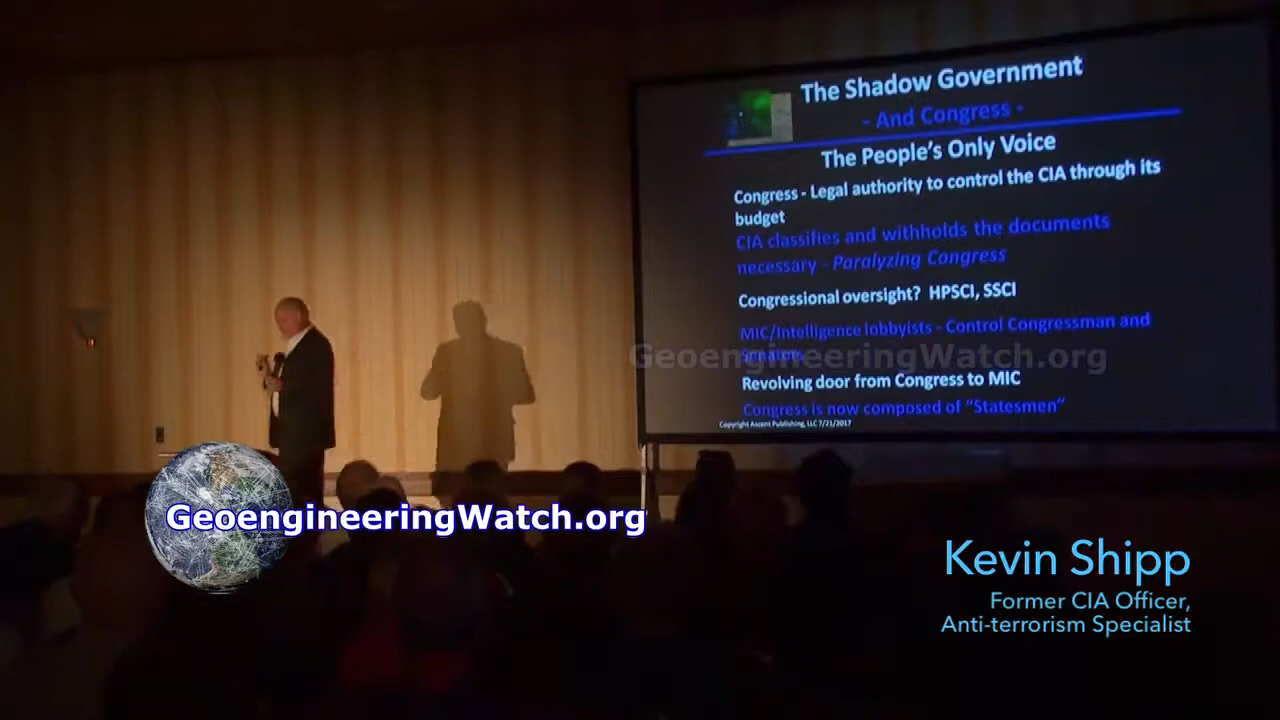 The Shadow Government
- And Congress -
The People's Only Voice
Congress - Legal authority to control the CIA through its
budget
CIA classifies and withholds the documents
necessary - Paralyzing Congress
Congressional oversight? HPSCI, SSCI
MIC/Intelligence lobbyists - Control Congressman and
Senators
GeoengineeringWatch.org
Revolving door from Congress to MIC
Congress is now composed of "Statesmen"
Copyright Ascent Publishing, LLC 7/21/2017
GeoengineeringWatch.org
Kevin Shipp
Former CIA Officer,
Anti-terrorism Specialist